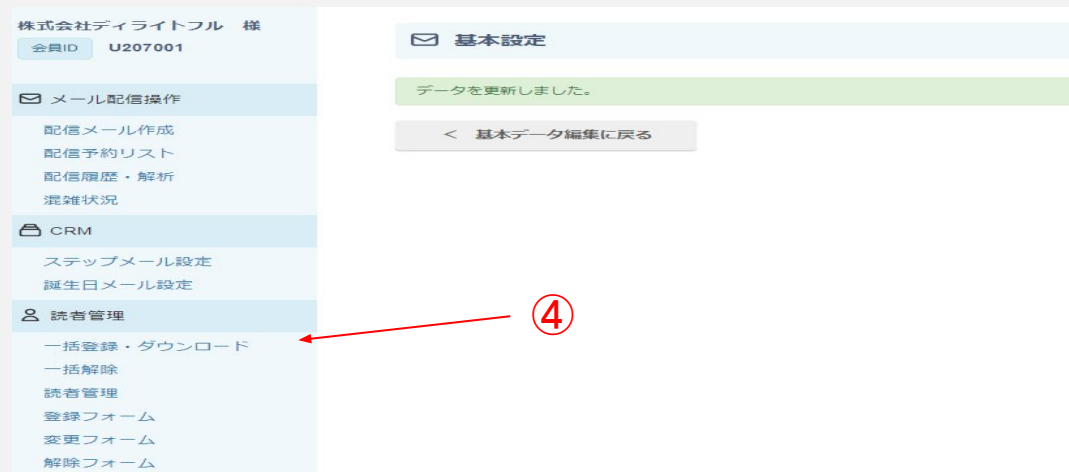 株式会社ディライトフル 様
会員ID U207001
メール配信操作
配信メール作成
配信予約リスト
配信履歴・解析
混雑状況
CRM
ステップメール設定
誕生日メール設定
読者管理
一括登録・ダウンロード
一括解除
読者管理
登録フォーム
変更フォーム
解除フォーム
基本設定
データを更新しました。
< 基本データ編集に戻る
④